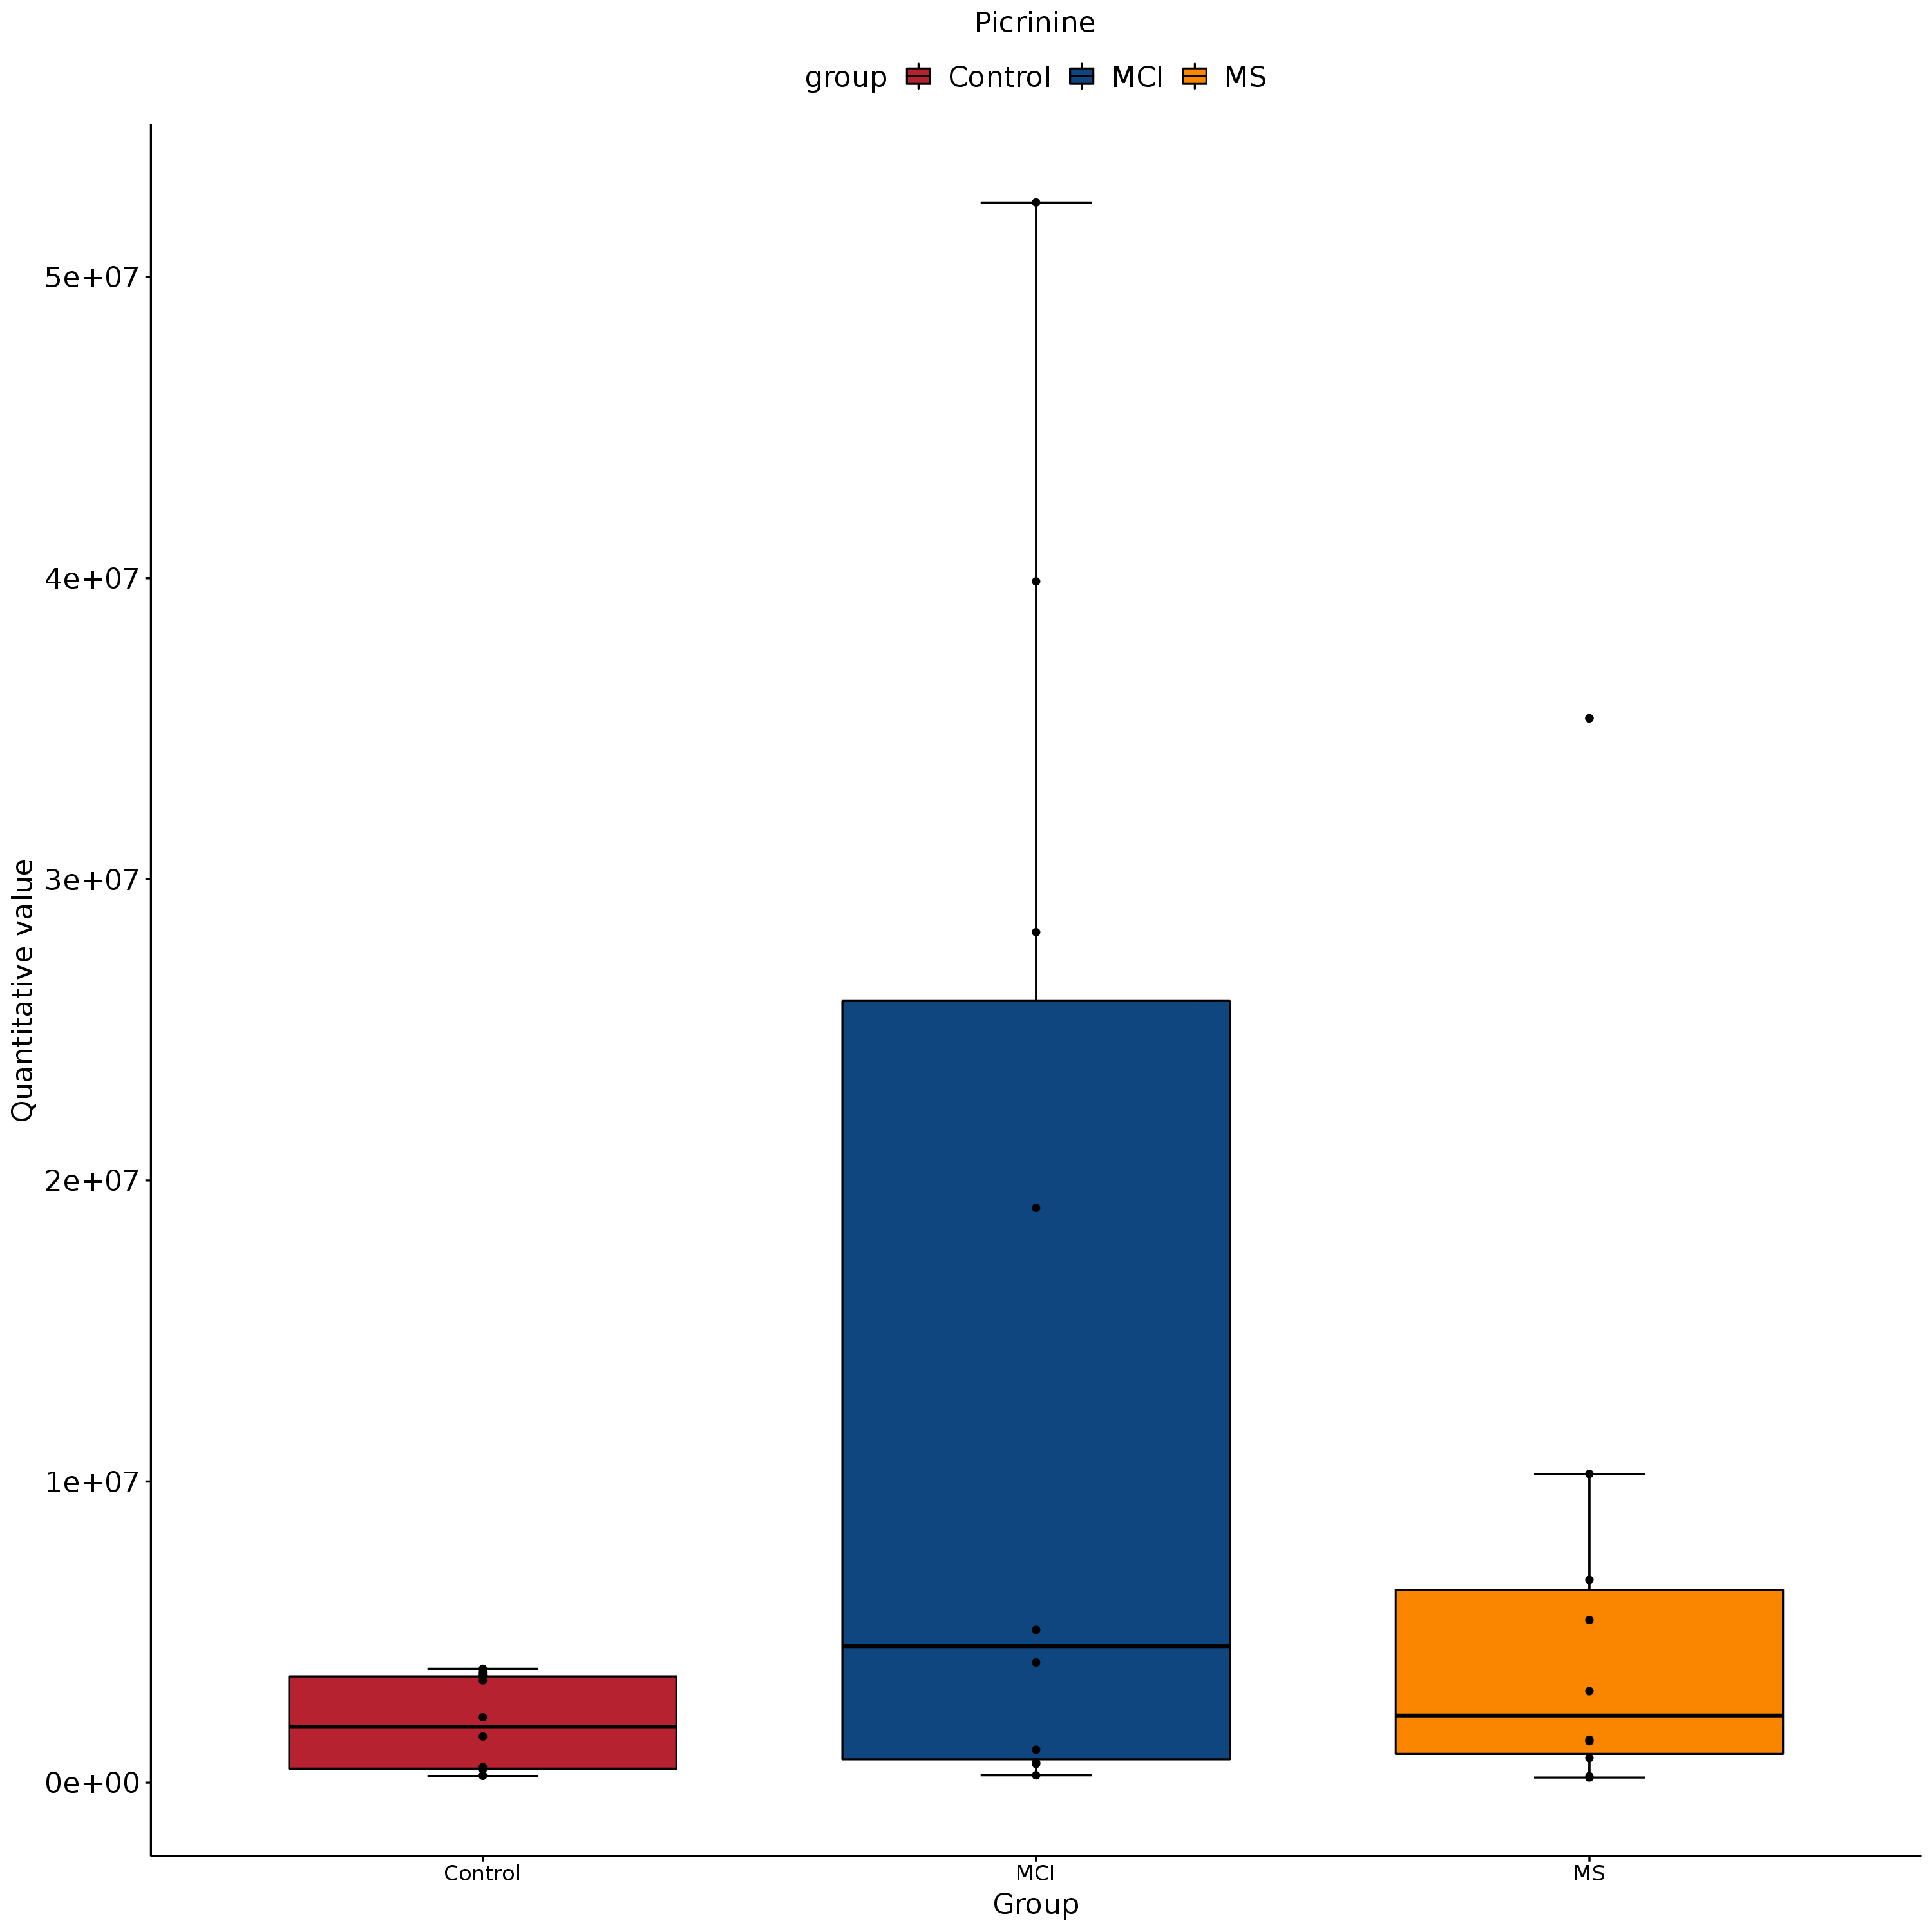 Picrinine
group Control MCI MS
Quantitative value
5e+07
4e+07
3e+07
2e+07
1e+07
0e+00
Control MCI MS
Group